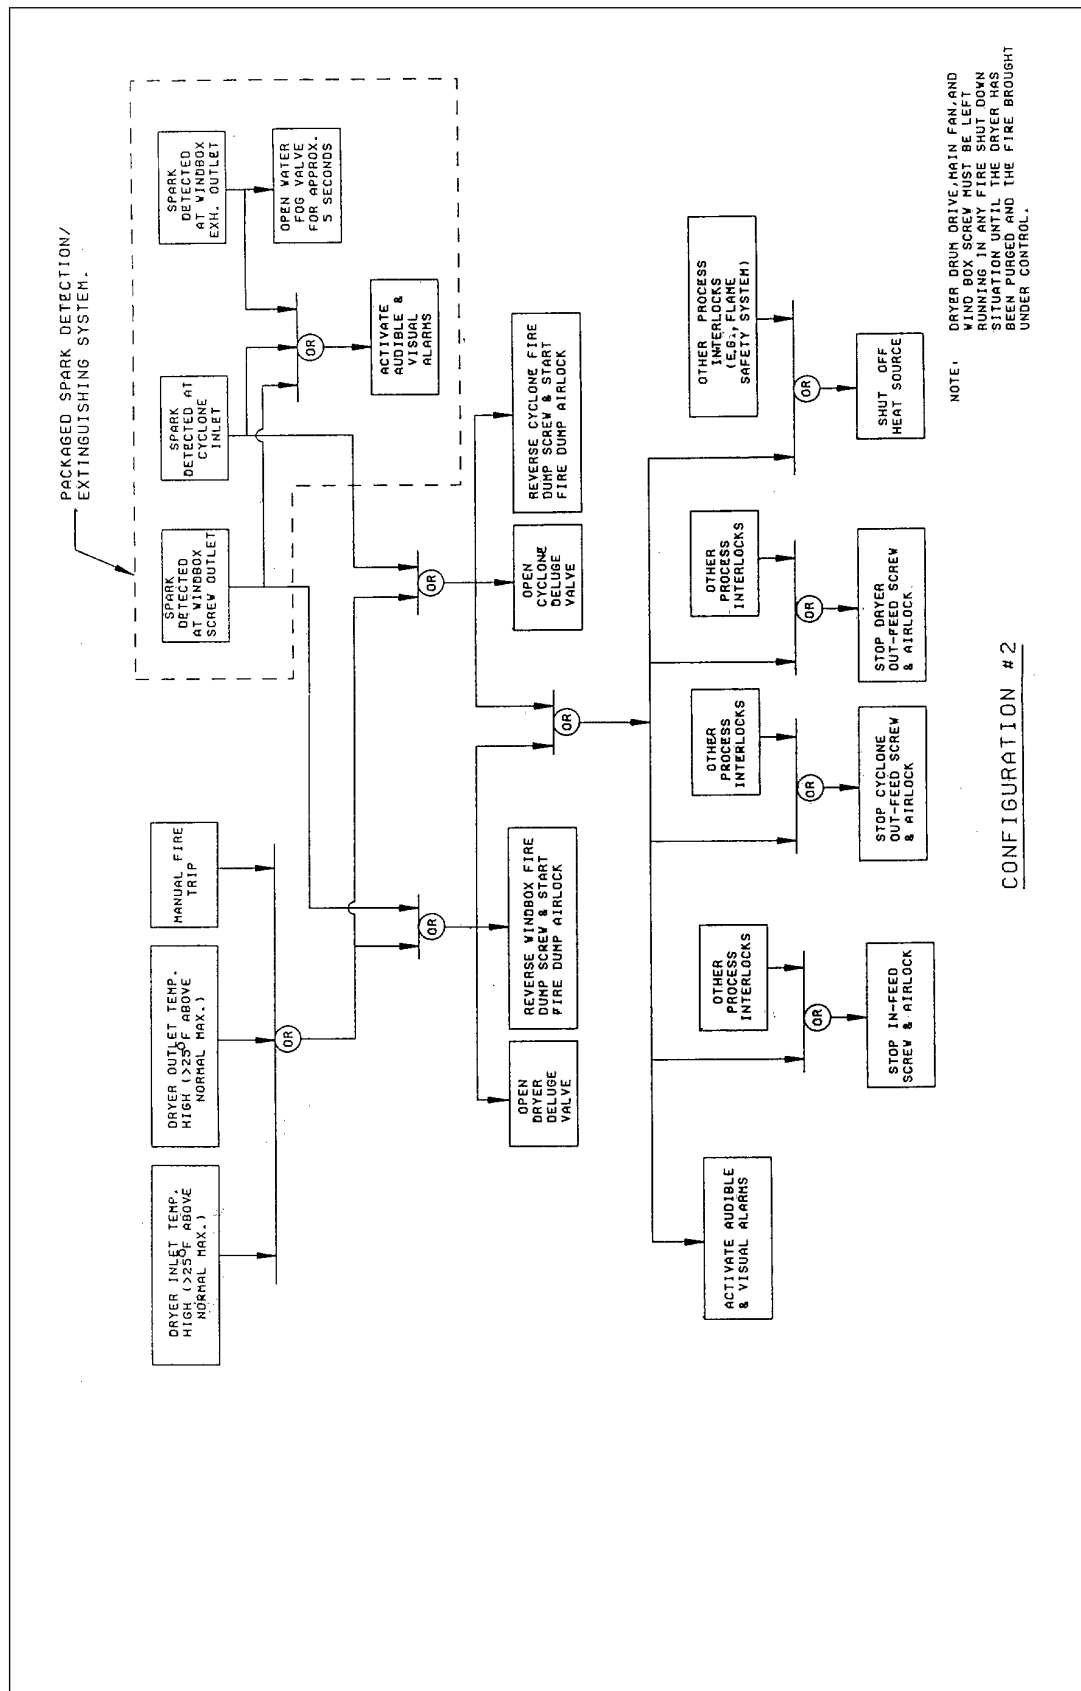 PACKAGED SPARK DETECTION/
EXTINGUISHING SYSTEM.
DRYER INLET TEMP.
HIGH (>25°F ABOVE
NORMAL MAX.)
DRYER OUTLET TEMP.
HIGH (>25°F ABOVE
NORMAL MAX.)
MANUAL FIRE
TRIP
SPARK
DETECTED
AT WINDBOX
SCREW OUTLET
SPARK
DETECTED AT
CYCLONE
INLET
SPARK
DETECTED
AT WINDBOX
EXH. OUTLET
OPEN WATER
FOG VALVE
FOR APPROX.
5 SECONDS
OR
OR
ACTIVATE
AUDIBLE &
VISUAL
ALARMS
OR
OR
OPEN
DRYER
DELUGE
VALVE
REVERSE WINDBOX FIRE
DUMP SCREW & START
FIRE DUMP AIRLOCK
OPEN
CYCLONE
DELUGE
VALVE
REVERSE CYCLONE FIRE
DUMP SCREW & START
FIRE DUMP AIRLOCK
OR
ACTIVATE AUDIBLE
& VISUAL ALARMS
OTHER
PROCESS
INTERLOCKS
OTHER
PROCESS
INTERLOCKS
OTHER
PROCESS
INTERLOCKS
OTHER PROCESS
INTERLOCKS
(E.G., FLAME
SAFETY SYSTEM)
OR
OR
OR
OR
STOP IN-FEED
SCREW & AIRLOCK
STOP CYCLONE
OUT-FEED SCREW
& AIRLOCK
STOP DRYER
OUT-FEED SCREW
& AIRLOCK
SHUT OFF
HEAT SOURCE
NOTE: DRYER DRUM DRIVE, MAIN FAN, AND
WIND BOX SCREW MUST BE LEFT
RUNNING IN ANY FIRE SHUT DOWN
SITUATION UNTIL THE DRYER HAS
BEEN PURGED AND THE FIRE BROUGHT
UNDER CONTROL.
CONFIGURATION #2